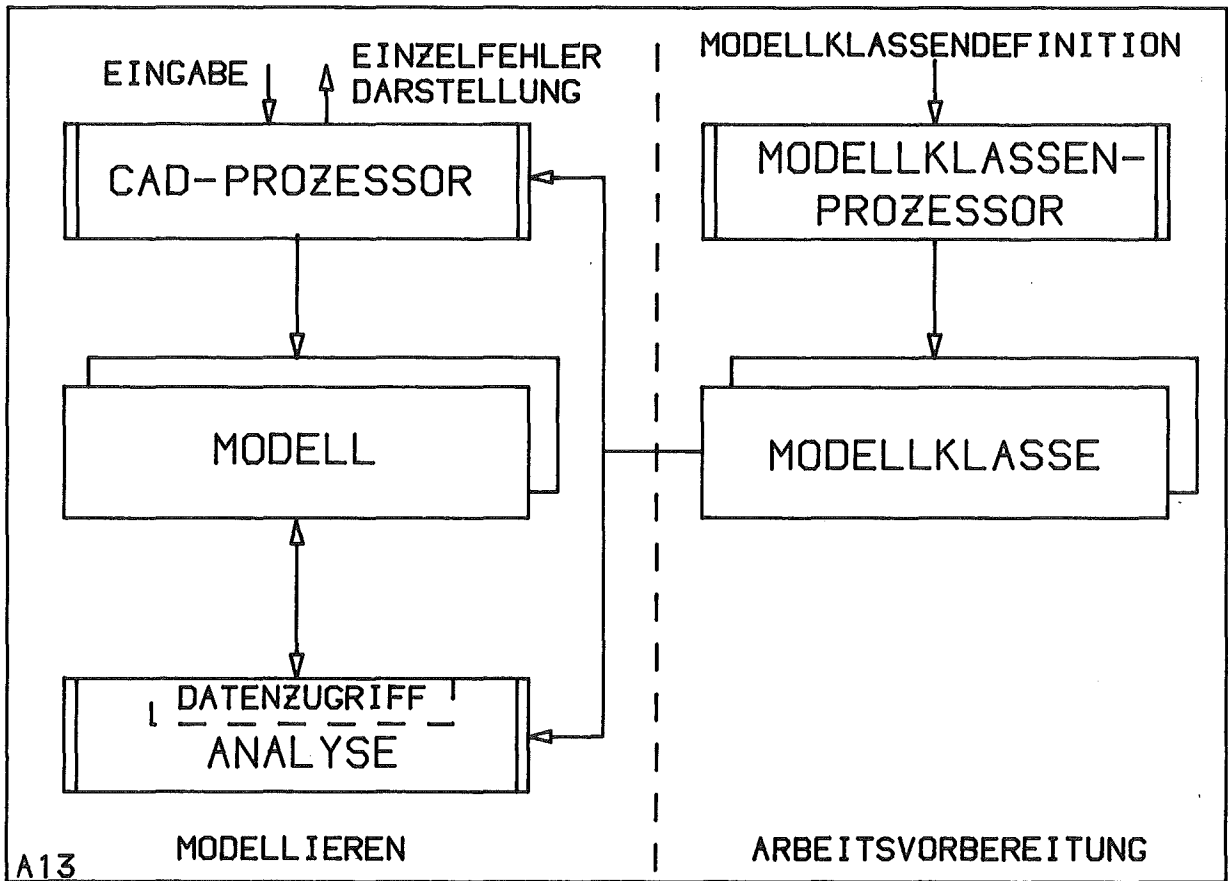 EINGABE
EINZELFEHLER
DARSTELLUNG
CAD-PROZESSOR
MODELL
DATENZUGRIFF
ANALYSE
MODELLIEREN
A13
MODELLKLASSENDEFINITION
MODELLKLASSEN-
PROZESSOR
MODELLKLASSE
ARBEITSVORBEREITUNG